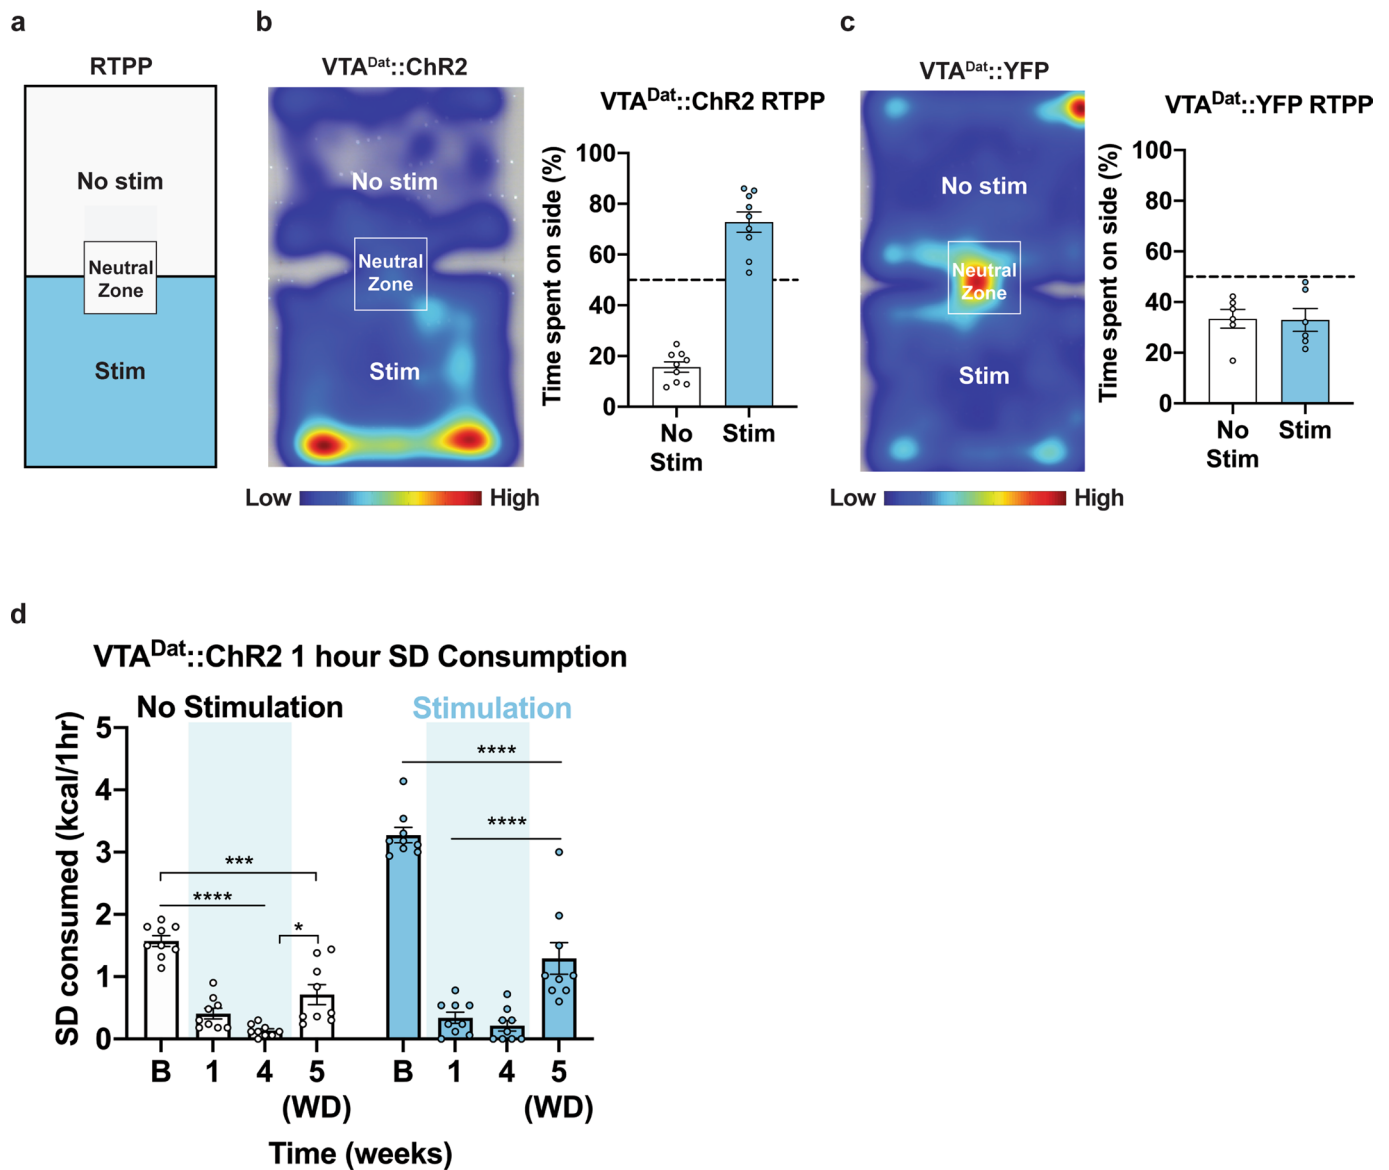 a
RTPP
No stim
Neutral
Zone
Stim
b
VTA^Dat::ChR2
No stim
Neutral
Zone
Stim
Low
High
VTA^Dat::ChR2 RTPP
Time spent on side (%)
100
80
60
40
20
0
No
Stim
Stim
c
VTA^Dat::YFP
No stim
Neutral
Zone
Stim
Low
High
VTA^Dat::YFP RTPP
Time spent on side (%)
100
80
60
40
20
0
No
Stim
Stim
d
VTA^Dat::ChR2 1 hour SD Consumption
No Stimulation
Stimulation
SD consumed (kcal/1hr)
5
4
3
2
1
0
***
****
*
****
****
B
1
4
5
(WD)
B
1
4
5
(WD)
Time (weeks)